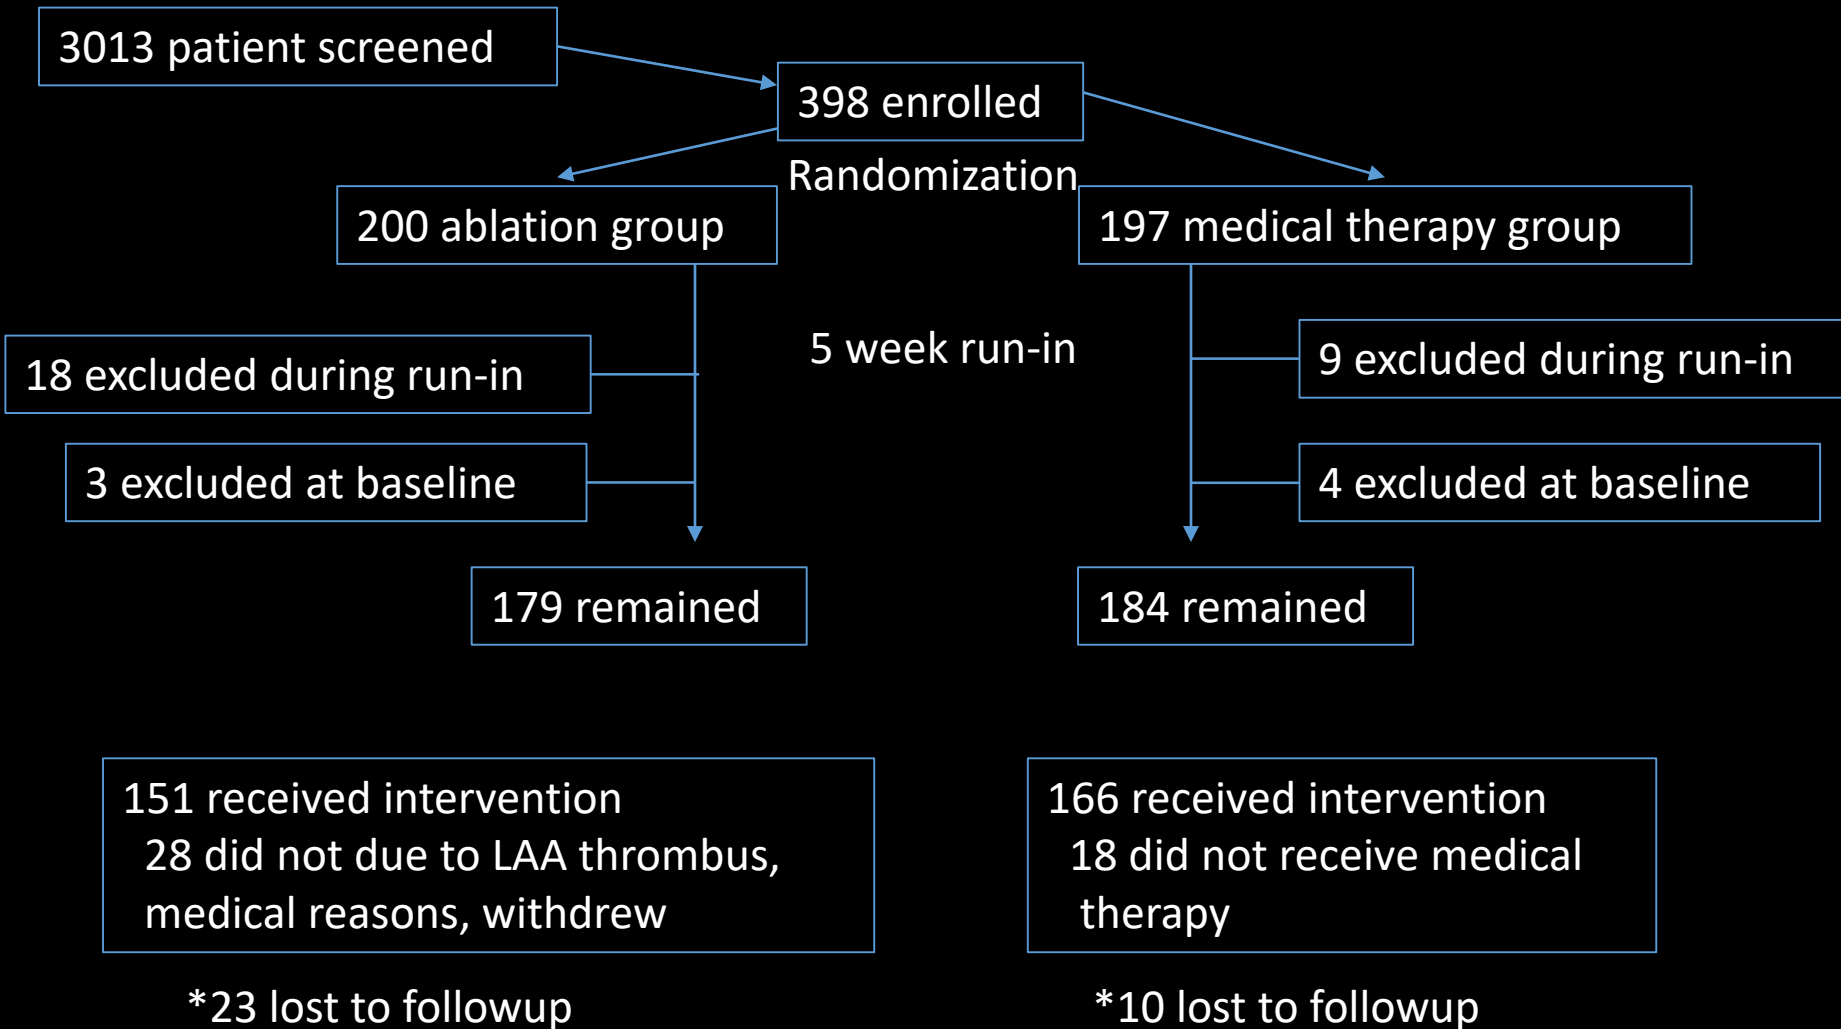 3013 patient screened
398 enrolled
Randomization
200 ablation group
197 medical therapy group
5 week run-in
18 excluded during run-in
9 excluded during run-in
3 excluded at baseline
4 excluded at baseline
179 remained
184 remained
151 received intervention
28 did not due to LAA thrombus,
medical reasons, withdrew
166 received intervention
18 did not receive medical
therapy
*23 lost to followup
*10 lost to followup